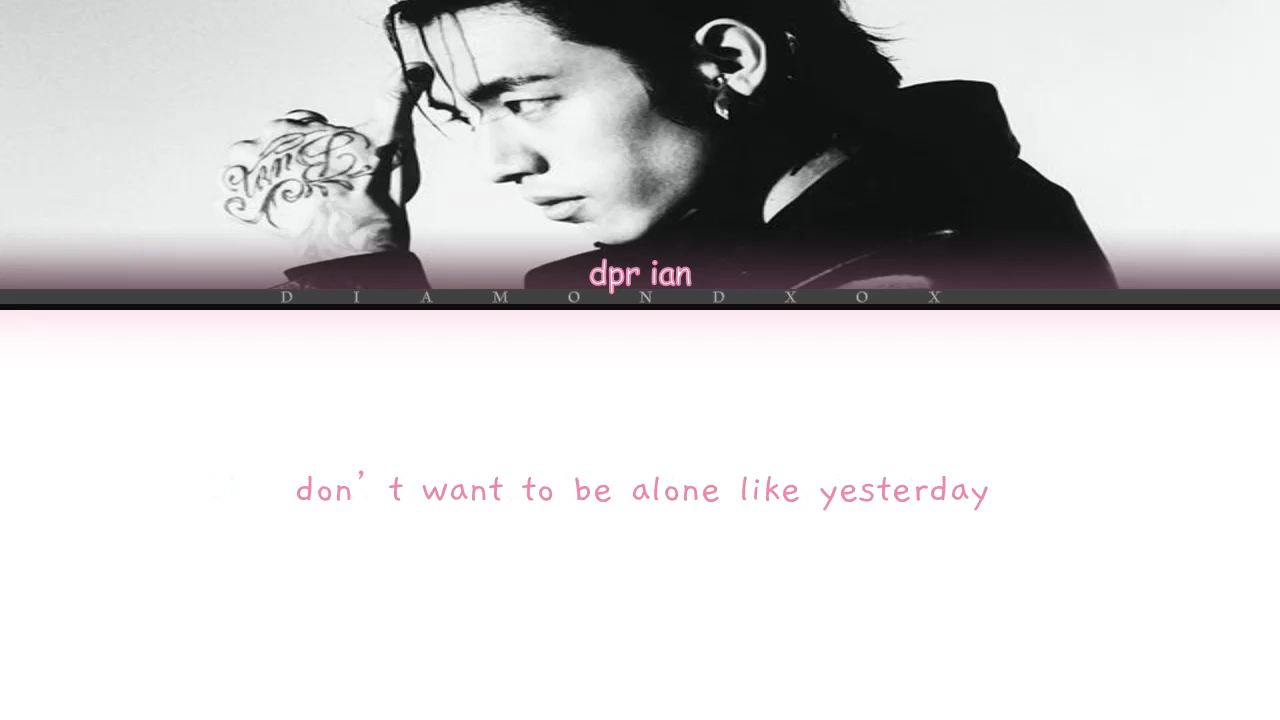 dpr ian
D I A M O N D X O X
don't want to be alone like yesterday